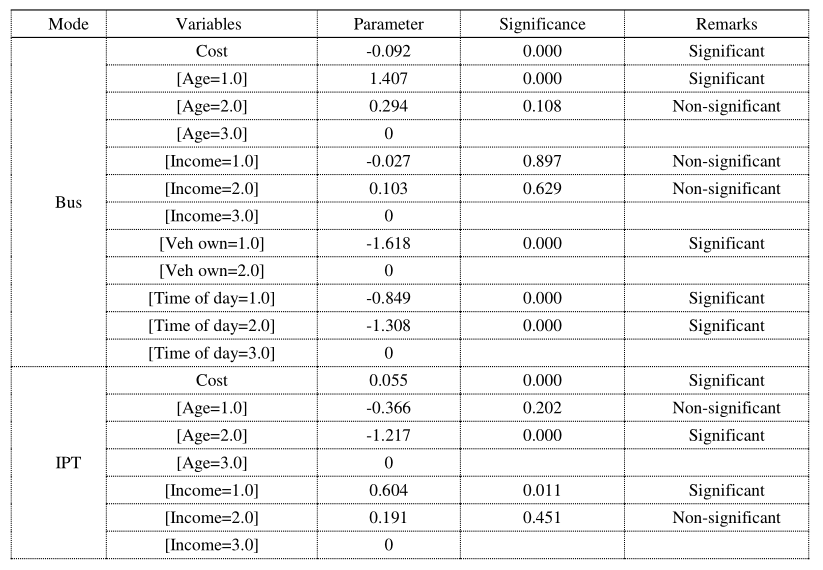 Mode Variables Parameter Significance Remarks
Bus Cost -0.092 0.000 Significant
[Age=1.0] 1.407 0.000 Significant
[Age=2.0] 0.294 0.108 Non-significant
[Age=3.0] 0
[Income=1.0] -0.027 0.897 Non-significant
[Income=2.0] 0.103 0.629 Non-significant
[Income=3.0] 0
[Veh own=1.0] -1.618 0.000 Significant
[Veh own=2.0] 0
[Time of day=1.0] -0.849 0.000 Significant
[Time of day=2.0] -1.308 0.000 Significant
[Time of day=3.0] 0
IPT Cost 0.055 0.000 Significant
[Age=1.0] -0.366 0.202 Non-significant
[Age=2.0] -1.217 0.000 Significant
[Age=3.0] 0
[Income=1.0] 0.604 0.011 Significant
[Income=2.0] 0.191 0.451 Non-significant
[Income=3.0] 0